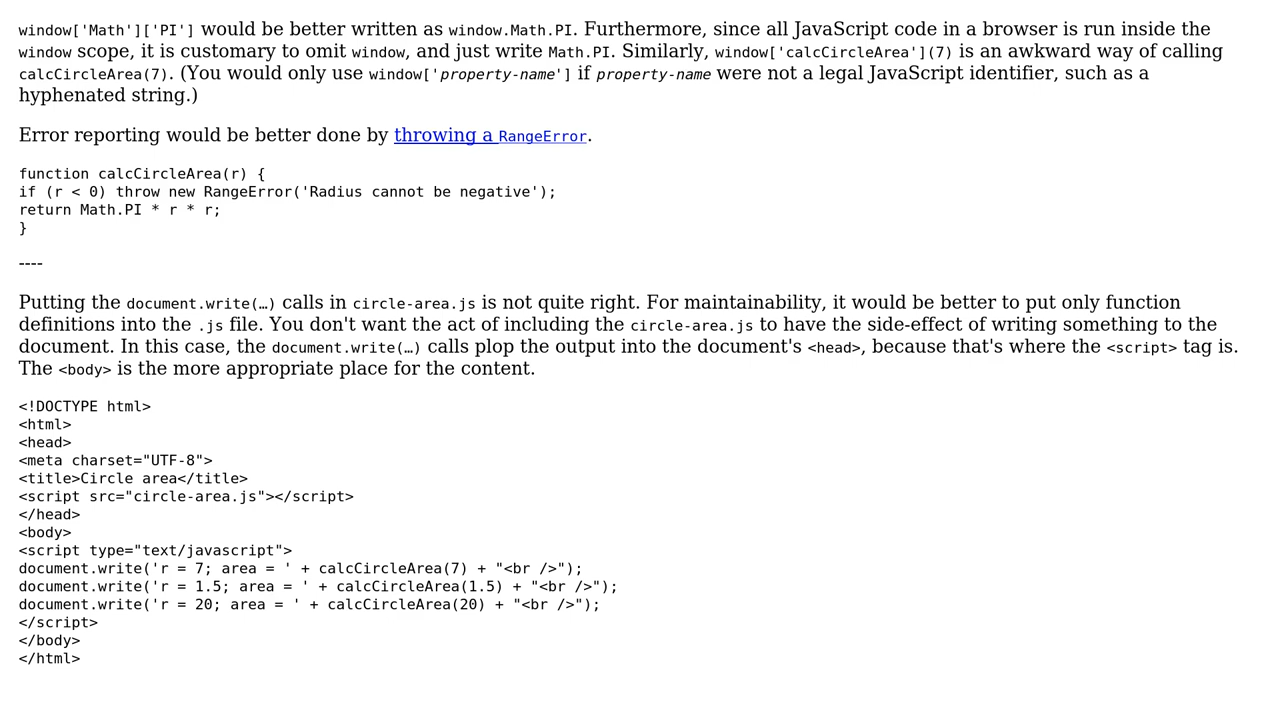 window['Math']['PI'] would be better written as window.Math.PI. Furthermore, since all JavaScript code in a browser is run inside the
window scope, it is customary to omit window, and just write Math.PI. Similarly, window['calcCircleArea'](7) is an awkward way of calling
calcCircleArea(7). (You would only use window['property-name'] if property-name were not a legal JavaScript identifier, such as a
hyphenated string.)
Error reporting would be better done by throwing a RangeError.
function calcCircleArea(r) {
if (r < 0) throw new RangeError('Radius cannot be negative');
return Math.PI * r * r;
}
----
Putting the document.write(…) calls in circle-area.js is not quite right. For maintainability, it would be better to put only function
definitions into the .js file. You don't want the act of including the circle-area.js to have the side-effect of writing something to the
document. In this case, the document.write(…) calls plop the output into the document's <head>, because that's where the <script> tag is.
The <body> is the more appropriate place for the content.
<!DOCTYPE html>
<html>
<head>
<meta charset="UTF-8">
<title>Circle area</title>
<script src="circle-area.js"></script>
</head>
<body>
<script type="text/javascript">
document.write('r = 7; area = ' + calcCircleArea(7) + "<br />");
document.write('r = 1.5; area = ' + calcCircleArea(1.5) + "<br />");
document.write('r = 20; area = ' + calcCircleArea(20) + "<br />");
</script>
</body>
</html>